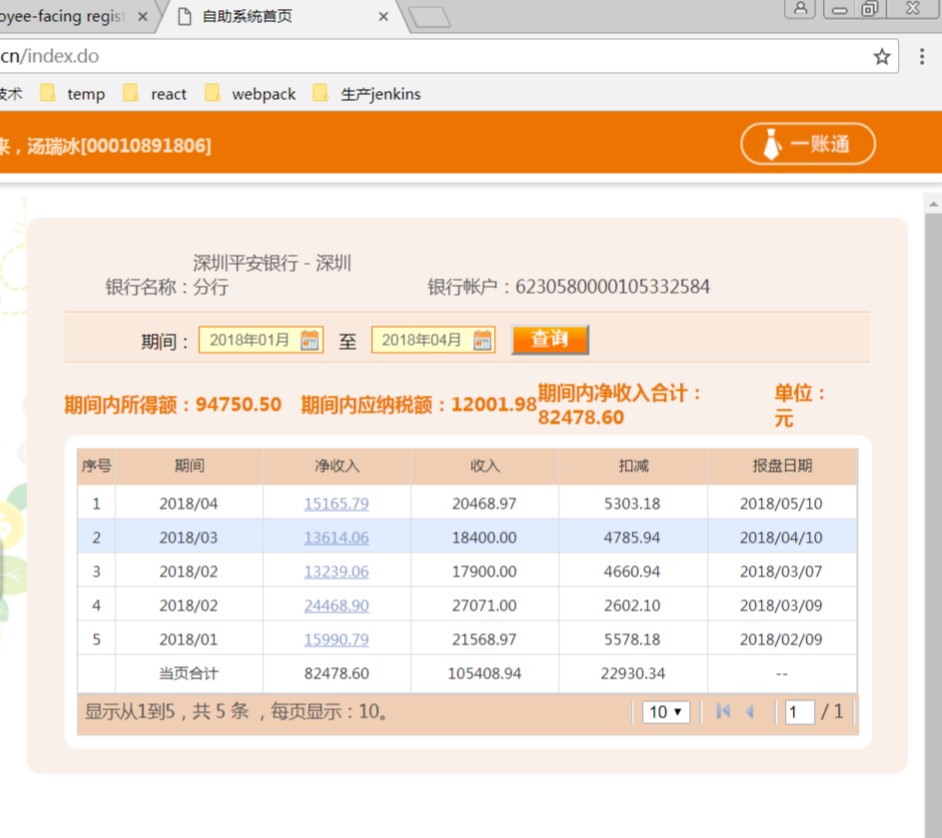 oyee-facing regist
自助系统首页
cn/index.do
技术 temp react webpack 生产jenkins
来，汤瑞冰[00010891806]
一账通
深圳平安银行 - 深圳
银行名称：分行 银行帐户：6230580000105332584
期间： 2018年01月 至 2018年04月 查询
期间内所得额：94750.50 期间内应纳税额：12001.98 期间内净收入合计：82478.60 单位：元
序号 期间 净收入 收入 扣减 报盘日期
1 2018/04 15165.79 20468.97 5303.18 2018/05/10
2 2018/03 13614.06 18400.00 4785.94 2018/04/10
3 2018/02 13239.06 17900.00 4660.94 2018/03/07
4 2018/02 24468.90 27071.00 2602.10 2018/03/09
5 2018/01 15990.79 21568.97 5578.18 2018/02/09
当页合计 82478.60 105408.94 22930.34 --
显示从1到5，共 5 条 ，每页显示：10。 10 1 / 1